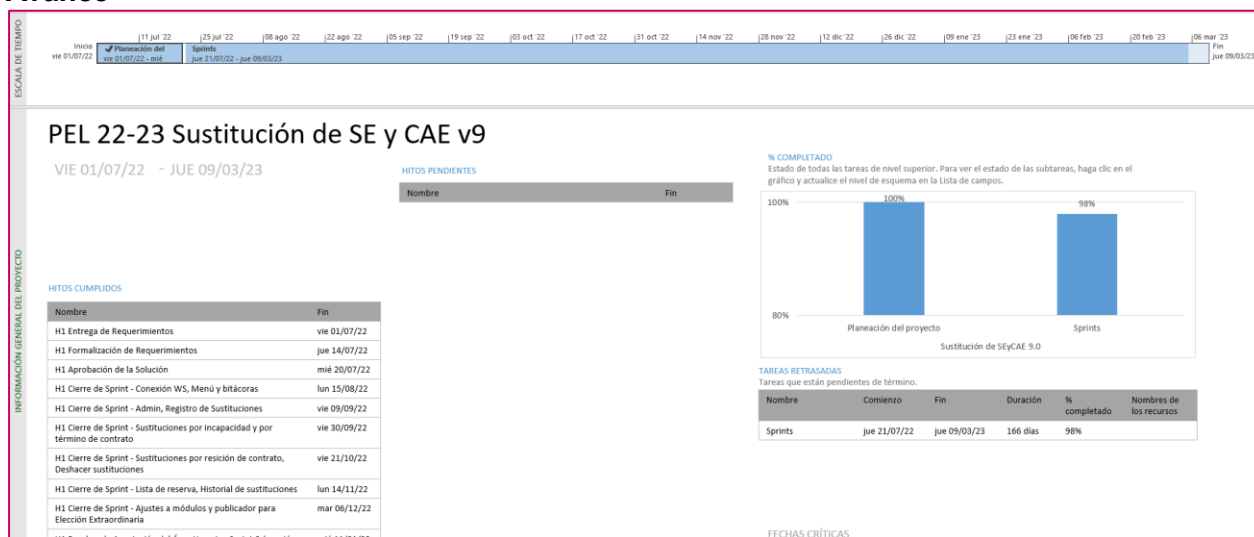 ESCALA DE TIEMPO
11 jul '22
25 jul '22
08 ago '22
22 ago '22
05 sep '22
19 sep '22
03 oct '22
17 oct '22
31 oct '22
14 nov '22
28 nov '22
12 dic '22
26 dic '22
09 ene '23
23 ene '23
06 feb '23
20 feb '23
06 mar '23
Inicio
vie 01/07/22
Planeación del
vie 01/07/22 - mié
Sprints
jue 21/07/22 - jue 09/03/23
Fin
jue 09/03/23
INFORMACIÓN GENERAL DEL PROYECTO
PEL 22-23 Sustitución de SE y CAE v9
VIE 01/07/22 - JUE 09/03/23
HITOS PENDIENTES
Nombre Fin
HITOS CUMPLIDOS
Nombre Fin
H1 Entrega de Requerimientos vie 01/07/22
H1 Formalización de Requerimientos jue 14/07/22
H1 Aprobación de la Solución mié 20/07/22
H1 Cierre de Sprint - Conexión WS, Menú y bitácoras lun 15/08/22
H1 Cierre de Sprint - Admin, Registro de Sustituciones vie 09/09/22
H1 Cierre de Sprint - Sustituciones por incapacidad y por vie 30/09/22
término de contrato
H1 Cierre de Sprint - Sustituciones por resición de contrato, vie 21/10/22
Deshacer sustituciones
H1 Cierre de Sprint - Lista de reserva, Historial de sustituciones lun 14/11/22
H1 Cierre de Sprint - Ajustes a módulos y publicador para mar 06/12/22
Elección Extraordinaria
% COMPLETADO
Estado de todas las tareas de nivel superior. Para ver el estado de las subtareas, haga clic en el
gráfico y actualice el nivel de esquema en la Lista de campos.
100%
100%
98%
80%
Planeación del proyecto
Sprints
Sustitución de SEyCAE 9.0
TAREAS RETRASADAS
Tareas que están pendientes de término.
Nombre Comienzo Fin Duración % Nombres de
completado los recursos
Sprints jue 21/07/22 jue 09/03/23 166 días 98%
FECHAS CRÍTICAS